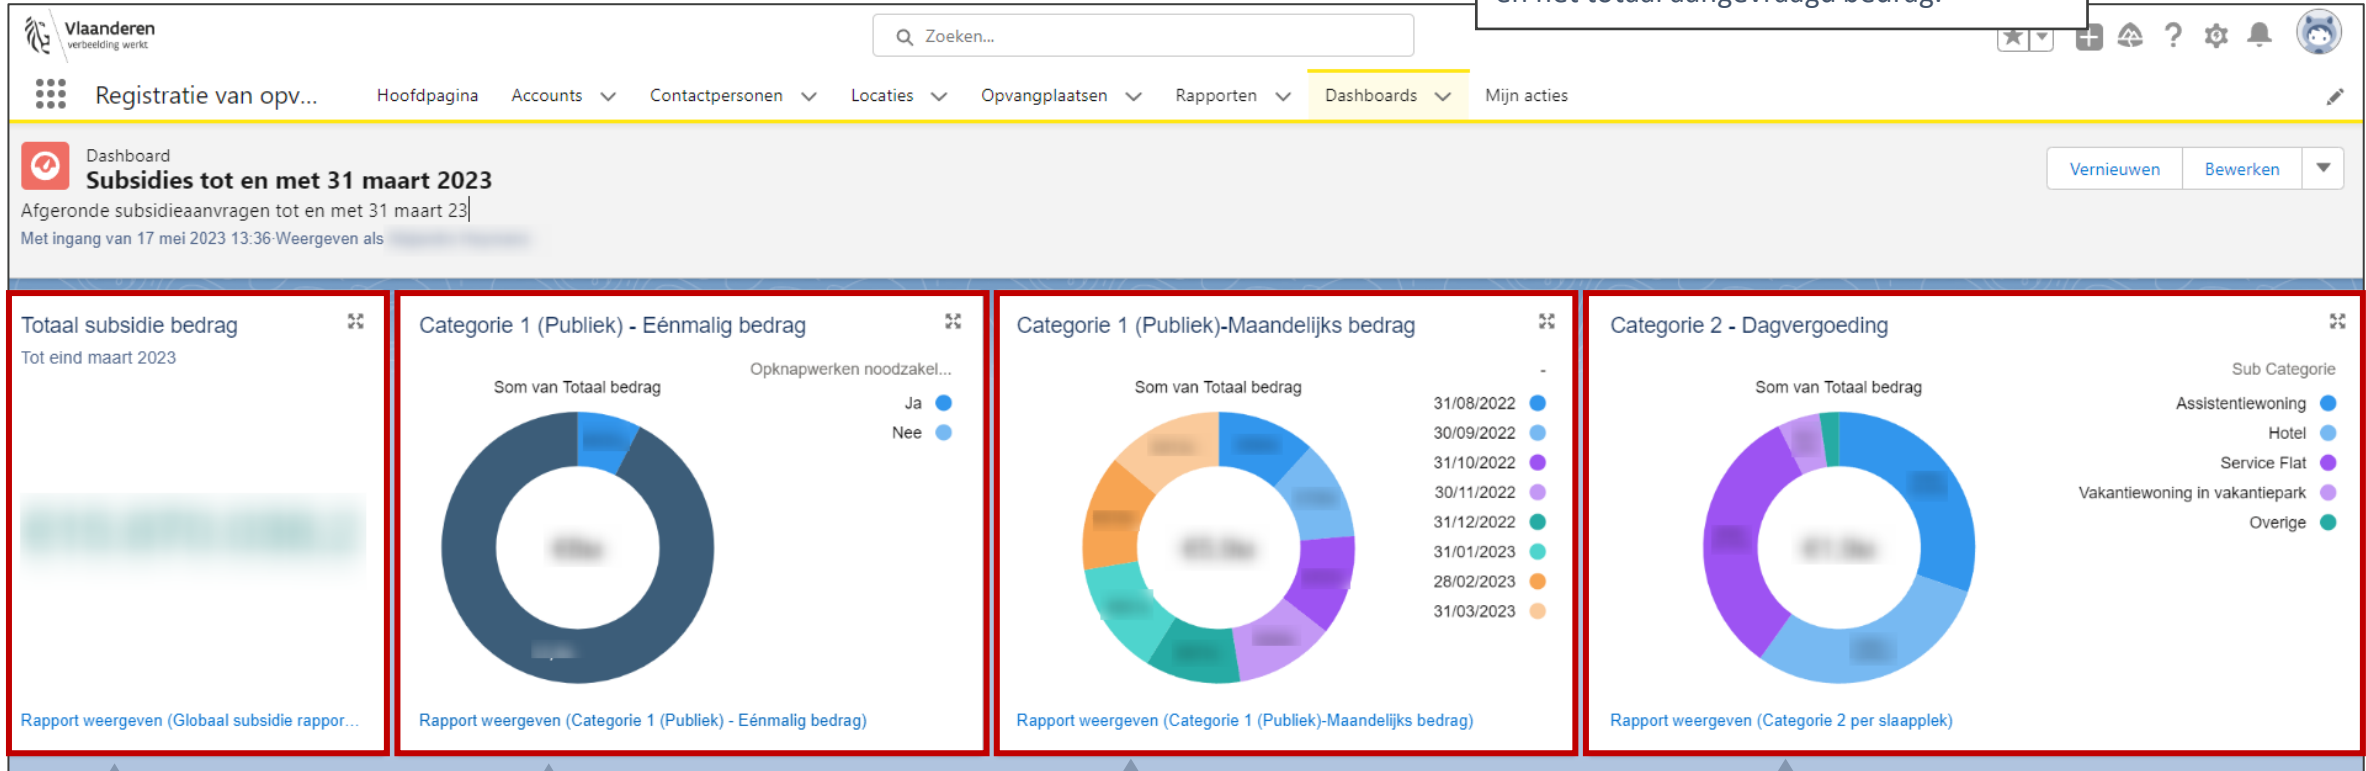 en het totaal aangevraagd bedrag.
Vlaanderen
verbeelding werkt
Zoeken...
Registratie van opv...
Hoofdpagina
Accounts
Contactpersonen
Locaties
Opvangplaatsen
Rapporten
Dashboards
Mijn acties
Dashboard
Subsidies tot en met 31 maart 2023
Afgeronde subsidieaanvragen tot en met 31 maart 23
Met ingang van 17 mei 2023 13:36·Weergeven als
Vernieuwen
Bewerken
Totaal subsidie bedrag
Tot eind maart 2023
Rapport weergeven (Globaal subsidie rappor...
Categorie 1 (Publiek) - Eénmalig bedrag
Opknapwerken noodzakel...
Som van Totaal bedrag
Ja
Nee
Rapport weergeven (Categorie 1 (Publiek) - Eénmalig bedrag)
Categorie 1 (Publiek)-Maandelijks bedrag
-
Som van Totaal bedrag
31/08/2022
30/09/2022
31/10/2022
30/11/2022
31/12/2022
31/01/2023
28/02/2023
31/03/2023
Rapport weergeven (Categorie 1 (Publiek)-Maandelijks bedrag)
Categorie 2 - Dagvergoeding
Sub Categorie
Som van Totaal bedrag
Assistentiewoning
Hotel
Service Flat
Vakantiewoning in vakantiepark
Overige
Rapport weergeven (Categorie 2 per slaapplek)